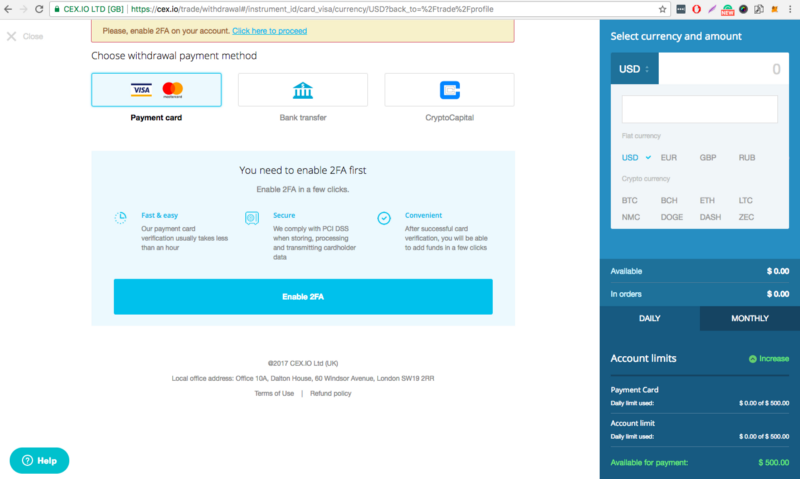 CEX.IO LTD [GB]
https://cex.io/trade/withdrawal#/instrument_id/card_visa/currency/USD?back_to=%2Ftrade%2Fprofile
NEW
Close
Please, enable 2FA on your account. Click here to proceed
Choose withdrawal payment method
VISA
mastercard
Payment card
Bank transfer
CryptoCapital
You need to enable 2FA first
Enable 2FA in a few clicks.
Fast & easy
Our payment card
verification usually takes less
than an hour
Secure
We comply with PCI DSS
when storing, processing
and transmitting cardholder
data
Convenient
After successful card
verification, you will be able
to add funds in a few clicks
Enable 2FA
@2017 CEX.IO Ltd (UK)
Local office address: Office 10A, Dalton House, 60 Windsor Avenue, London SW19 2RR
Terms of Use | Refund policy
Help
Select currency and amount
USD
0
Fiat currency
USD EUR GBP RUB
Crypto currency
BTC BCH ETH LTC
NMC DOGE DASH ZEC
Available $ 0.00
In orders $ 0.00
DAILY MONTHLY
Account limits Increase
Payment Card
Daily limit used: $ 0.00 of $ 500.00
Account limit
Daily limit used: $ 0.00 of $ 500.00
Available for payment: $ 500.00